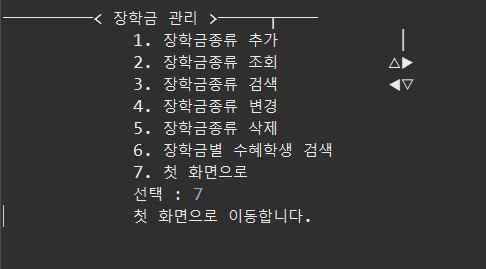 < 장학금 관리 >
1. 장학금종류 추가
2. 장학금종류 조회
3. 장학금종류 검색
4. 장학금종류 변경
5. 장학금종류 삭제
6. 장학금별 수혜학생 검색
7. 첫 화면으로
선택 : 7
첫 화면으로 이동합니다.